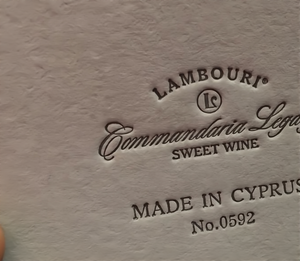 LAMBOURI®
Commandaria Lega
SWEET WINE
MADE IN CYPRUS
No.0592